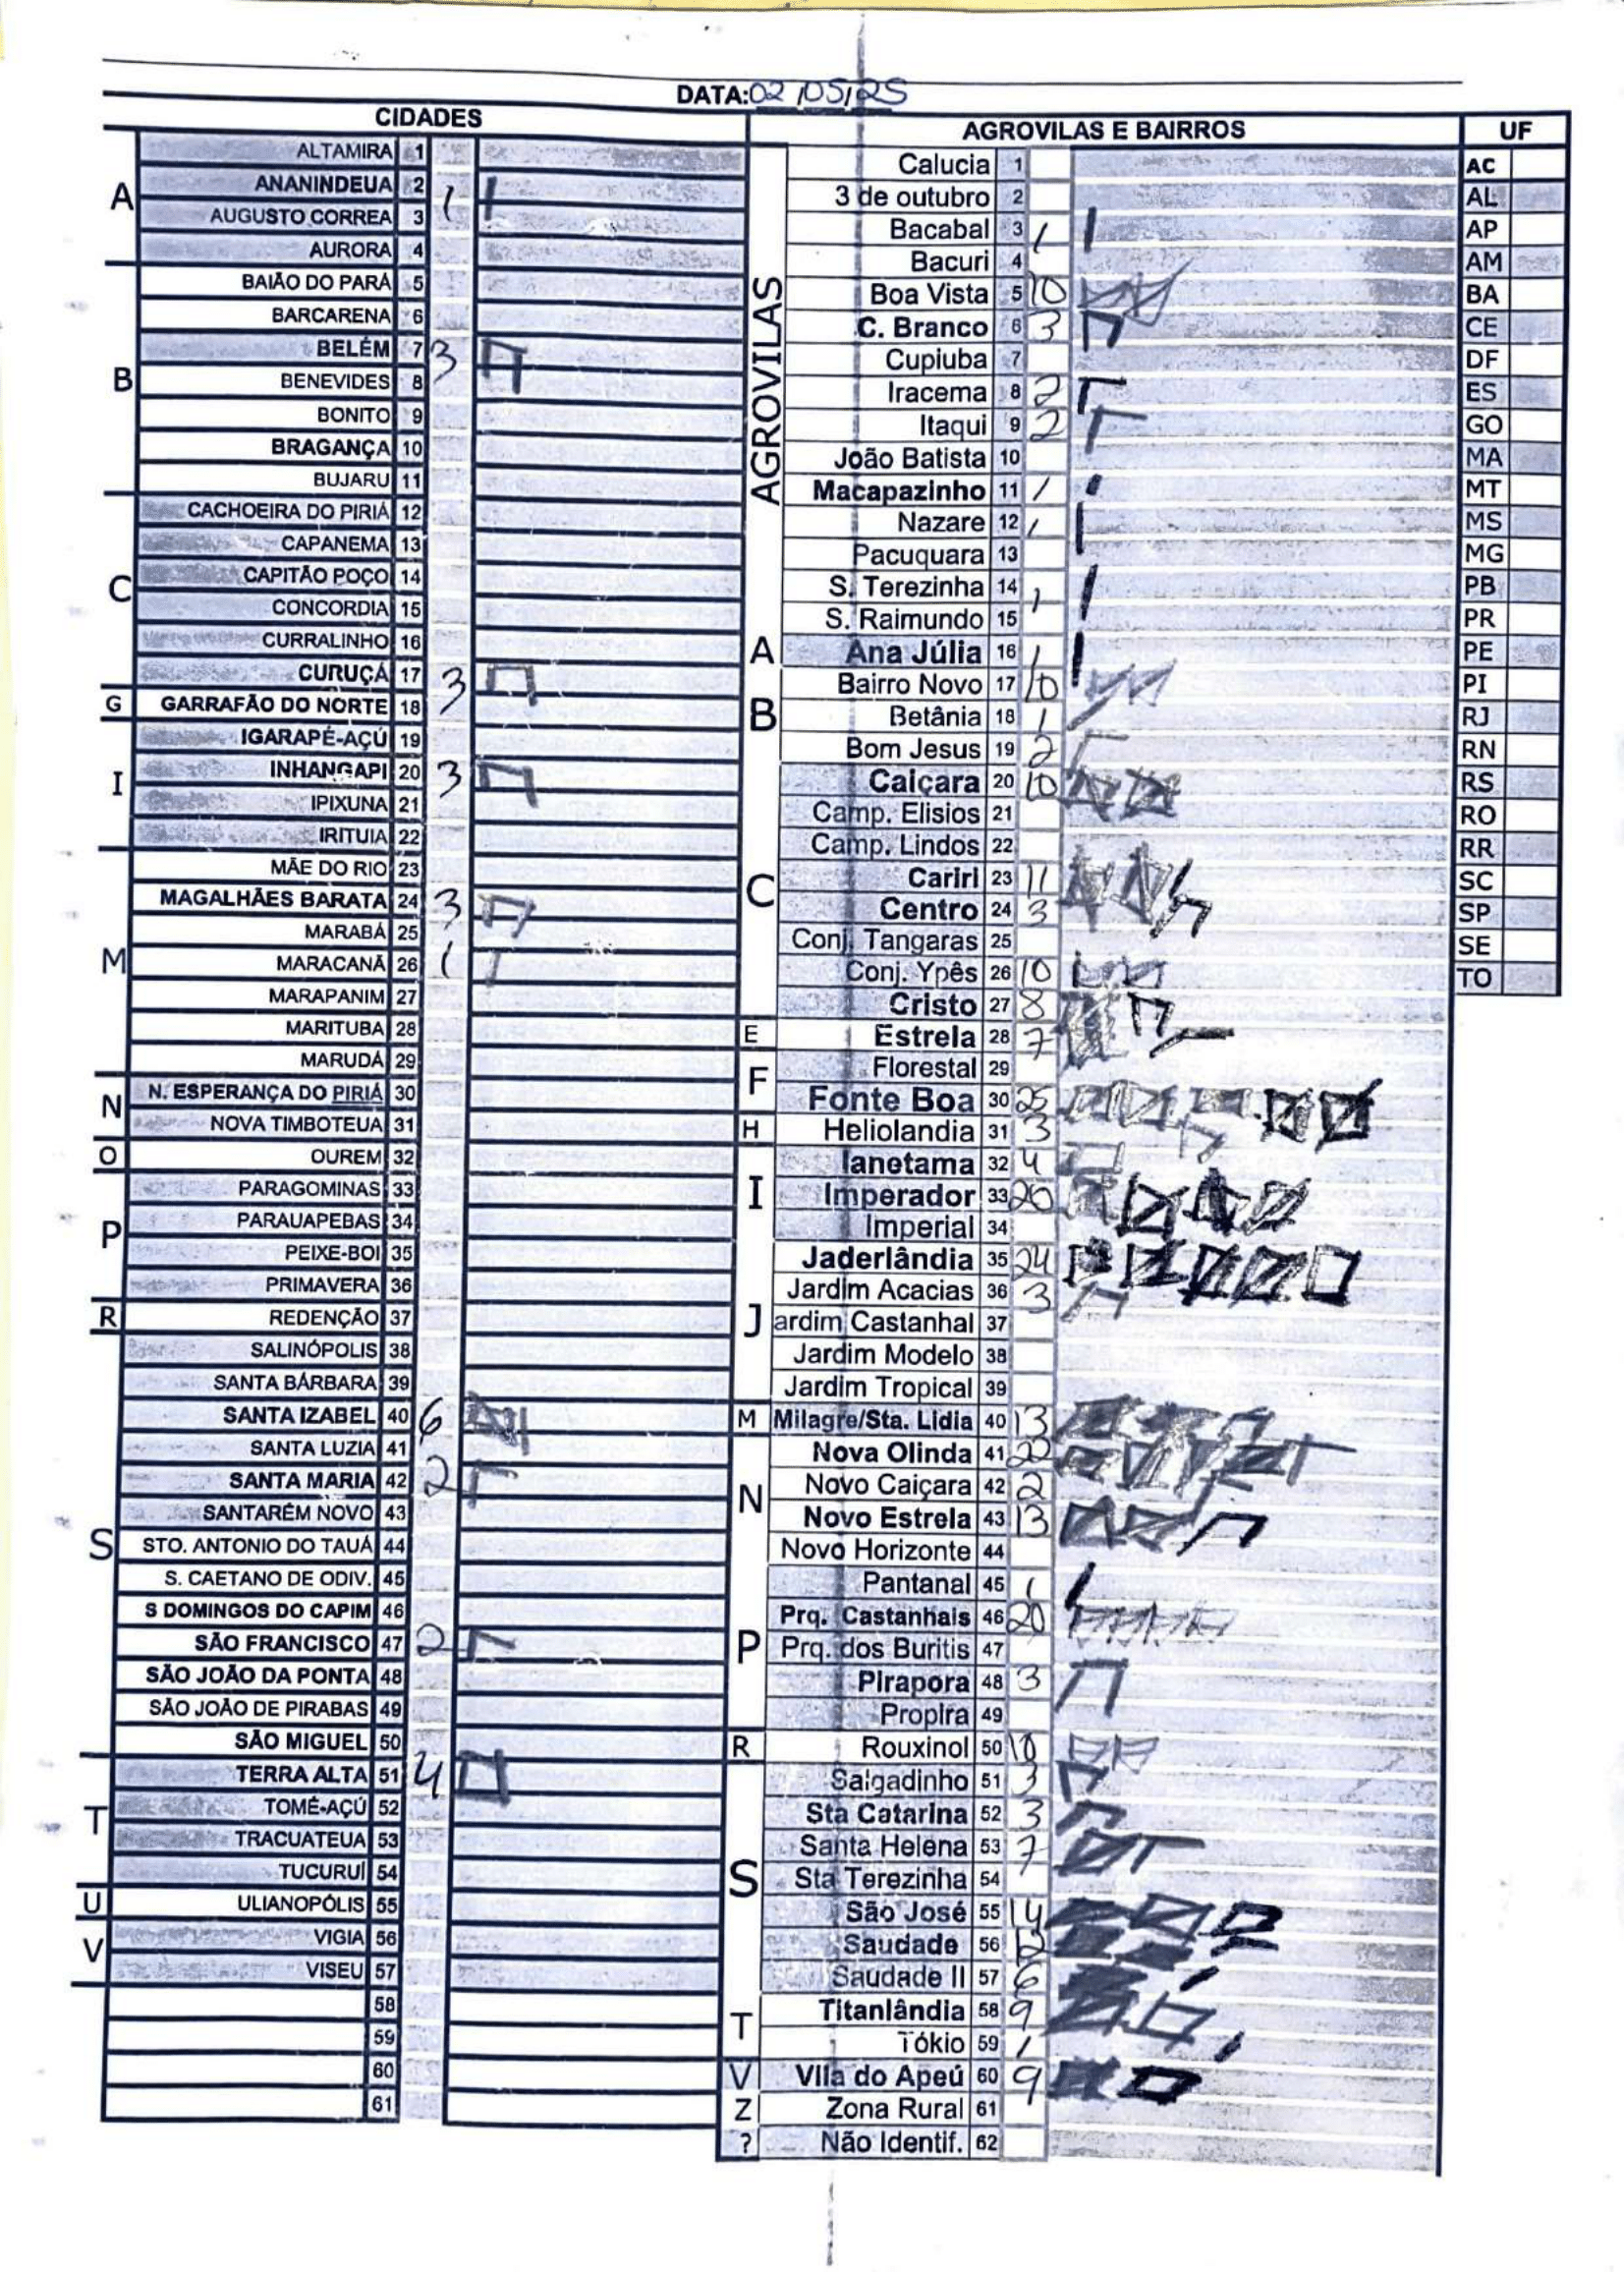 DATA: 02/05/25
CIDADES
A
ALTAMIRA 1
ANANINDEUA 2 1
AUGUSTO CORREA 3
AURORA 4
B
BAIÃO DO PARÁ 5
BARCARENA 6
BELÉM 7 3
BENEVIDES 8
BONITO 9
BRAGANÇA 10
BUJARU 11
C
CACHOEIRA DO PIRIÁ 12
CAPANEMA 13
CAPITÃO POÇO 14
CONCORDIA 15
CURRALINHO 16
CURUÇÁ 17 3
G
GARRAFÃO DO NORTE 18
I
IGARAPÉ-AÇÚ 19
INHANGAPI 20 3
IPIXUNA 21
IRITUIA 22
M
MÃE DO RIO 23
MAGALHÃES BARATA 24 3
MARABÁ 25
MARACANÃ 26 1
MARAPANIM 27
MARITUBA 28
MARUDÁ 29
N
N. ESPERANÇA DO PIRIÁ 30
NOVA TIMBOTEUA 31
O
OUREM 32
P
PARAGOMINAS 33
PARAUAPEBAS 34
PEIXE-BOI 35
PRIMAVERA 36
R
REDENÇÃO 37
S
SALINÓPOLIS 38
SANTA BÁRBARA 39
SANTA IZABEL 40 6
SANTA LUZIA 41
SANTA MARIA 42 2
SANTARÉM NOVO 43
STO. ANTONIO DO TAUÁ 44
S. CAETANO DE ODIV. 45
S DOMINGOS DO CAPIM 46
SÃO FRANCISCO 47 2
SÃO JOÃO DA PONTA 48
SÃO JOÃO DE PIRABAS 49
SÃO MIGUEL 50
T
TERRA ALTA 51 4
TOMÉ-AÇÚ 52
TRACUATEUA 53
TUCURUÍ 54
U
ULIANOPÓLIS 55
V
VIGIA 56
VISEU 57
58
59
60
61
AGROVILAS E BAIRROS
AGROVILAS
Calucia 1
3 de outubro 2
Bacabal 3 1
Bacuri 4
Boa Vista 5 10
C. Branco 6 3
Cupiuba 7
Iracema 8 2
Itaqui 9 2
João Batista 10
Macapazinho 11 1
Nazare 12 1
Pacuquara 13
S. Terezinha 14 1
S. Raimundo 15
A
Ana Júlia 16 1
B
Bairro Novo 17 10
Betânia 18 1
Bom Jesus 19 2
C
Caiçara 20 10
Camp. Elisios 21
Camp. Lindos 22
Cariri 23 11
Centro 24 3
Conj. Tangaras 25
Conj. Ypês 26 10
Cristo 27 8
E
Estrela 28 7
F
Florestal 29
Fonte Boa 30 25
H
Heliolandia 31 3
I
Ianetama 32 4
Imperador 33 20
Imperial 34
J
Jaderlândia 35 24
Jardim Acacias 36 3
ardim Castanhal 37
Jardim Modelo 38
Jardim Tropical 39
M
Milagre/Sta. Lidia 40 13
N
Nova Olinda 41 22
Novo Caiçara 42 2
Novo Estrela 43 13
Novo Horizonte 44
P
Pantanal 45 1
Prq. Castanhais 46 20
Prq. dos Buritis 47
Pirapora 48 3
Propira 49
R
Rouxinol 50 10
S
Salgadinho 51 3
Sta Catarina 52 3
Santa Helena 53 7
Sta Terezinha 54
São José 55 14
Saudade 56 12
Saudade II 57 6
T
Titanlândia 58 9
Tókio 59 1
V
Vila do Apeú 60 9
Z
Zona Rural 61
?
Não Identif. 62
UF
AC
AL
AP
AM
BA
CE
DF
ES
GO
MA
MT
MS
MG
PB
PR
PE
PI
RJ
RN
RS
RO
RR
SC
SP
SE
TO